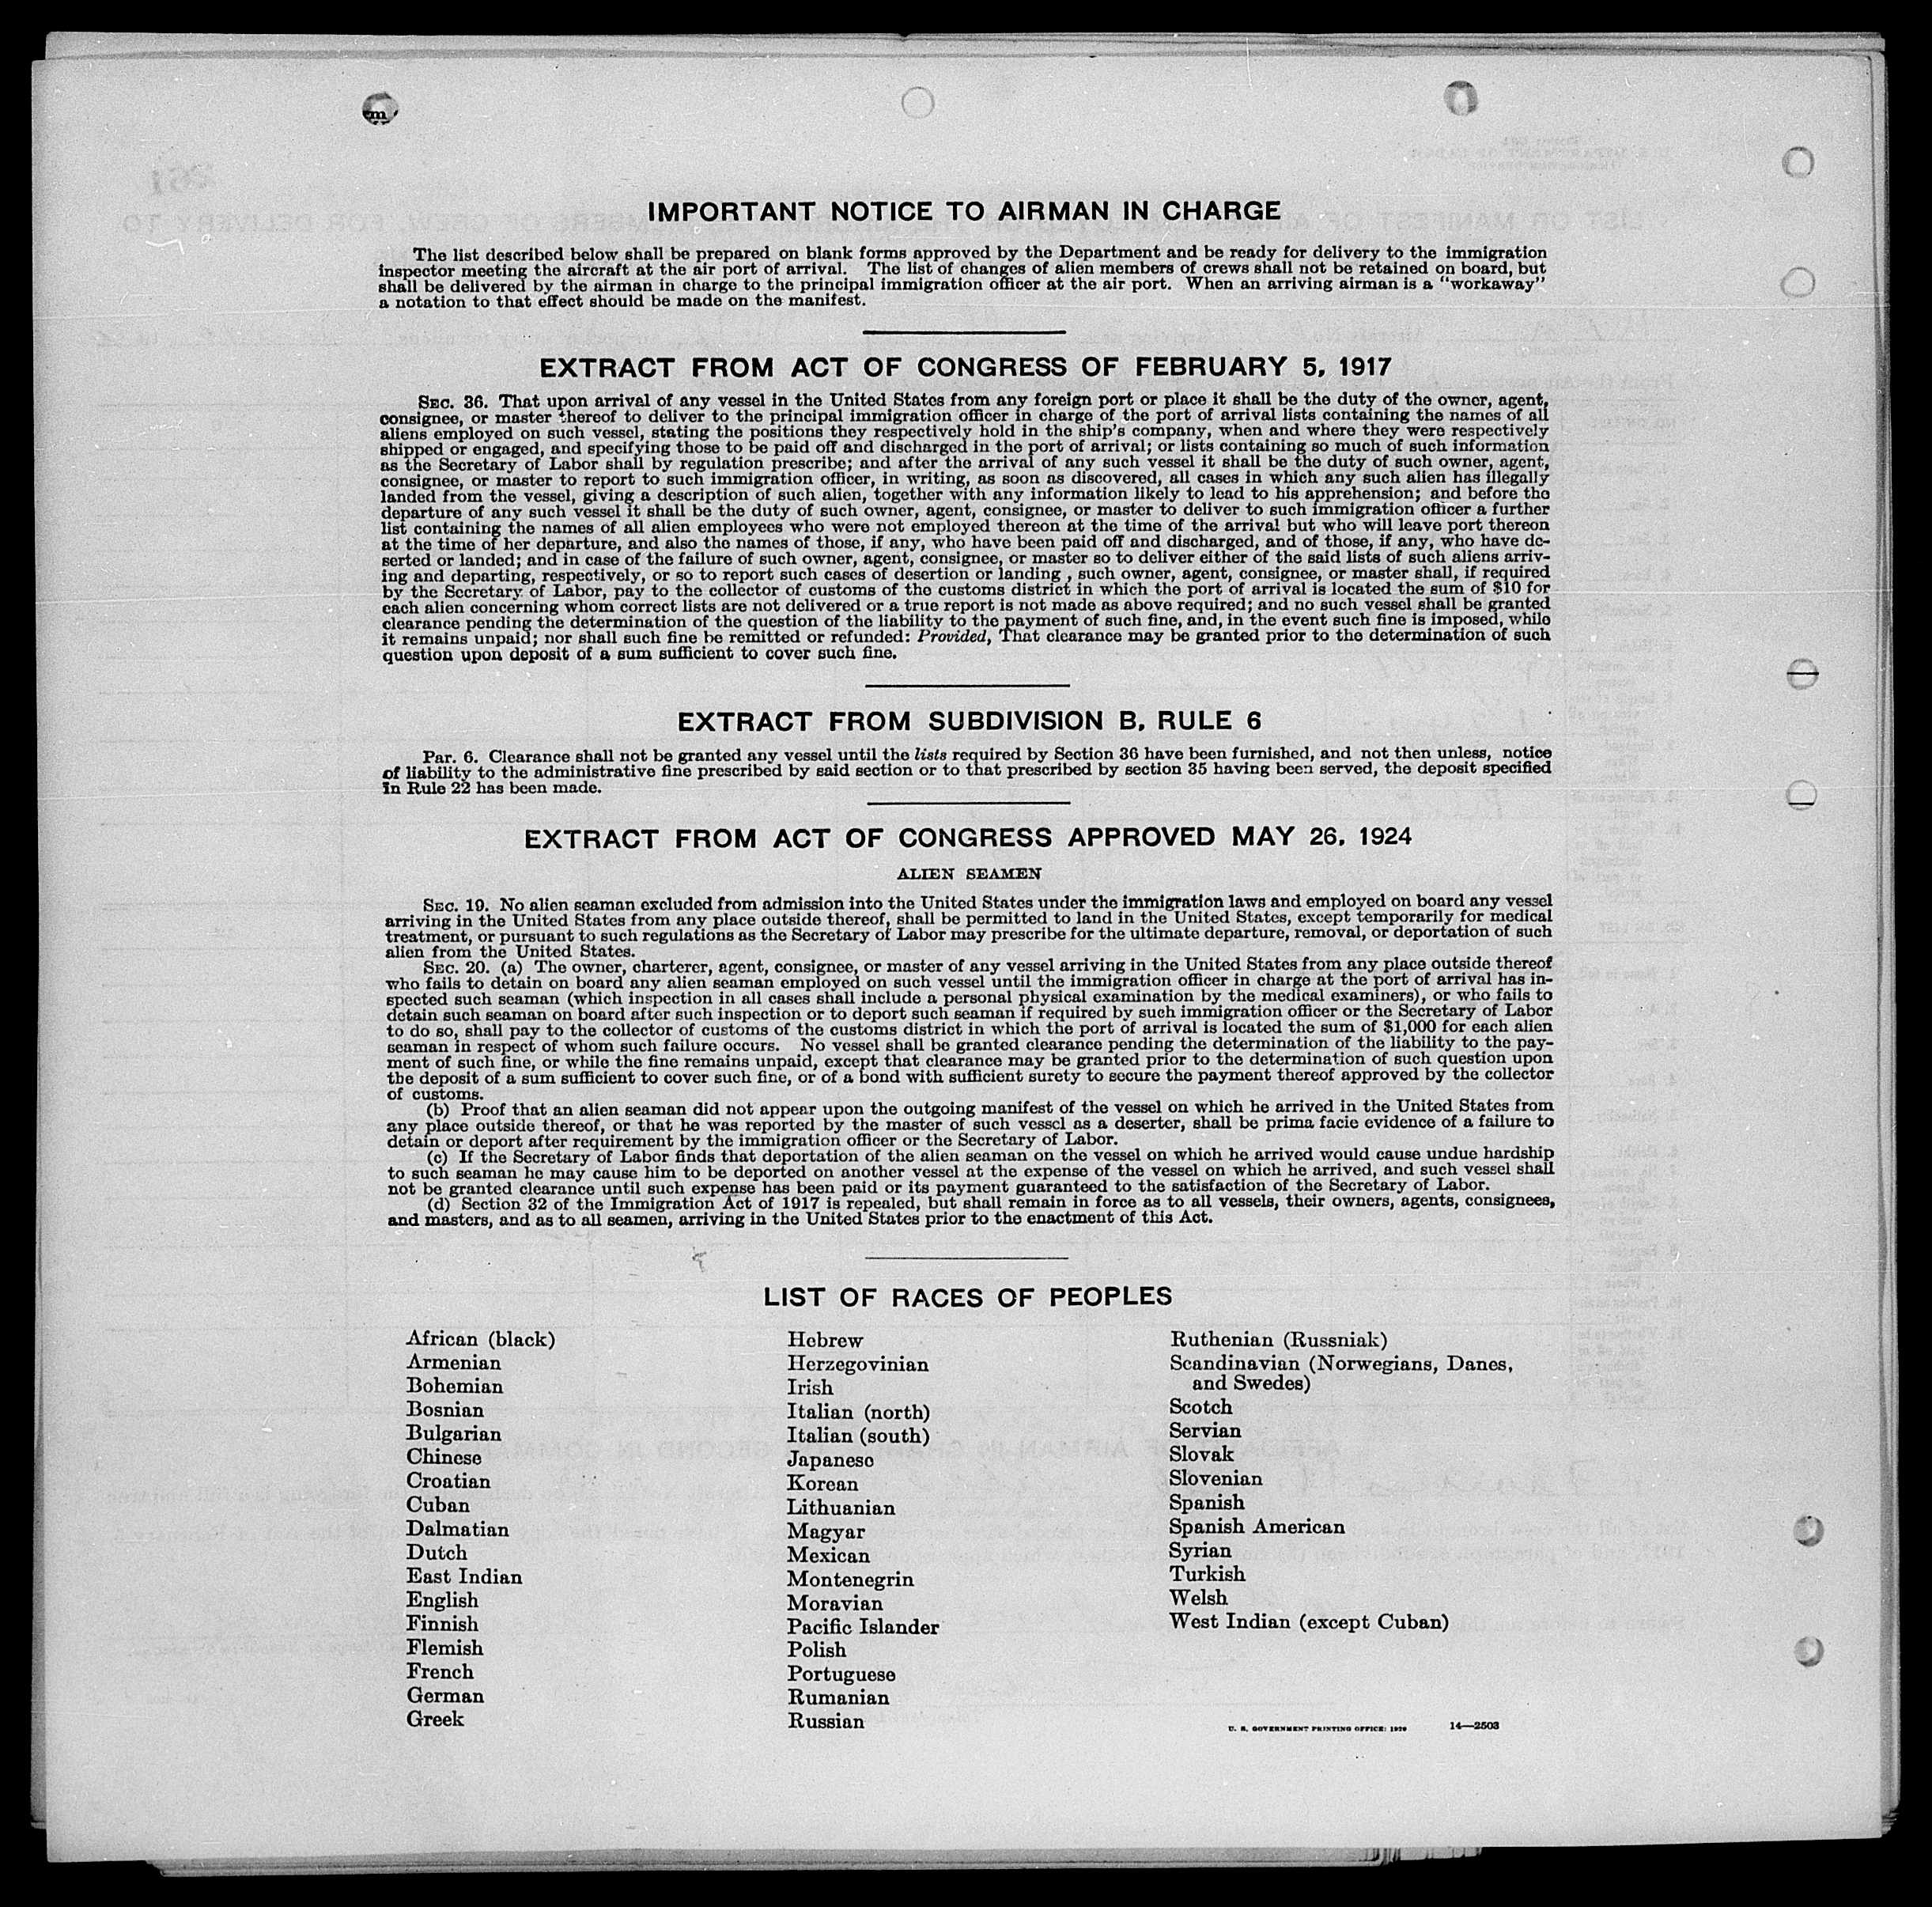 IMPORTANT NOTICE TO AIRMAN IN CHARGE
The list described below shall be prepared on blank forms approved by the Department and be ready for delivery to the immigration
inspector meeting the aircraft at the air port of arrival. The list of changes of alien members of crews shall not be retained on board, but
shall be delivered by the airman in charge to the principal immigration officer at the air port. When an arriving airman is a "workaway"
a notation to that effect should be made on the manifest.
EXTRACT FROM ACT OF CONGRESS OF FEBRUARY 5, 1917
SEC. 36. That upon arrival of any vessel in the United States from any foreign port or place it shall be the duty of the owner, agent,
consignee, or master thereof to deliver to the principal immigration officer in charge of the port of arrival lists containing the names of all
aliens employed on such vessel, stating the positions they respectively hold in the ship's company, when and where they were respectively
shipped or engaged, and specifying those to be paid off and discharged in the port of arrival; or lists containing so much of such information
as the Secretary of Labor shall by regulation prescribe; and after the arrival of any such vessel it shall be the duty of such owner, agent,
consignee, or master to report to such immigration officer, in writing, as soon as discovered, all cases in which any such alien has illegally
landed from the vessel, giving a description of such alien, together with any information likely to lead to his apprehension; and before the
departure of any such vessel it shall be the duty of such owner, agent, consignee, or master to deliver to such immigration officer a further
list containing the names of all alien employees who were not employed thereon at the time of the arrival but who will leave port thereon
at the time of her departure, and also the names of those, if any, who have been paid off and discharged, and of those, if any, who have de-
serted or landed; and in case of the failure of such owner, agent, consignee, or master so to deliver either of the said lists of such aliens arriv-
ing and departing, respectively, or so to report such cases of desertion or landing , such owner, agent, consignee, or master shall, if required
by the Secretary of Labor, pay to the collector of customs of the customs district in which the port of arrival is located the sum of $10 for
each alien concerning whom correct lists are not delivered or a true report is not made as above required; and no such vessel shall be granted
clearance pending the determination of the question of the liability to the payment of such fine, and, in the event such fine is imposed, while
it remains unpaid; nor shall such fine be remitted or refunded: Provided, That clearance may be granted prior to the determination of such
question upon deposit of a sum sufficient to cover such fine.
EXTRACT FROM SUBDIVISION B, RULE 6
Par. 6. Clearance shall not be granted any vessel until the lists required by Section 36 have been furnished, and not then unless, notice
of liability to the administrative fine prescribed by said section or to that prescribed by section 35 having been served, the deposit specified
in Rule 22 has been made.
EXTRACT FROM ACT OF CONGRESS APPROVED MAY 26, 1924
ALIEN SEAMEN
SEC. 19. No alien seaman excluded from admission into the United States under the immigration laws and employed on board any vessel
arriving in the United States from any place outside thereof, shall be permitted to land in the United States, except temporarily for medical
treatment, or pursuant to such regulations as the Secretary of Labor may prescribe for the ultimate departure, removal, or deportation of such
alien from the United States.
SEC. 20. (a) The owner, charterer, agent, consignee, or master of any vessel arriving in the United States from any place outside thereof
who fails to detain on board any alien seaman employed on such vessel until the immigration officer in charge at the port of arrival has in-
spected such seaman (which inspection in all cases shall include a personal physical examination by the medical examiners), or who fails to
detain such seaman on board after such inspection or to deport such seaman if required by such immigration officer or the Secretary of Labor
to do so, shall pay to the collector of customs of the customs district in which the port of arrival is located the sum of $1,000 for each alien
seaman in respect of whom such failure occurs. No vessel shall be granted clearance pending the determination of the liability to the pay-
ment of such fine, or while the fine remains unpaid, except that clearance may be granted prior to the determination of such question upon
the deposit of a sum sufficient to cover such fine, or of a bond with sufficient surety to secure the payment thereof approved by the collector
of customs.
(b) Proof that an alien seaman did not appear upon the outgoing manifest of the vessel on which he arrived in the United States from
any place outside thereof, or that he was reported by the master of such vessel as a deserter, shall be prima facie evidence of a failure to
detain or deport after requirement by the immigration officer or the Secretary of Labor.
(c) If the Secretary of Labor finds that deportation of the alien seaman on the vessel on which he arrived would cause undue hardship
to such seaman he may cause him to be deported on another vessel at the expense of the vessel on which he arrived, and such vessel shall
not be granted clearance until such expense has been paid or its payment guaranteed to the satisfaction of the Secretary of Labor.
(d) Section 32 of the Immigration Act of 1917 is repealed, but shall remain in force as to all vessels, their owners, agents, consignees,
and masters, and as to all seamen, arriving in the United States prior to the enactment of this Act.
LIST OF RACES OF PEOPLES
African (black)
Armenian
Bohemian
Bosnian
Bulgarian
Chinese
Croatian
Cuban
Dalmatian
Dutch
East Indian
English
Finnish
Flemish
French
German
Greek
Hebrew
Herzegovinian
Irish
Italian (north)
Italian (south)
Japanese
Korean
Lithuanian
Magyar
Mexican
Montenegrin
Moravian
Pacific Islander
Polish
Portuguese
Rumanian
Russian
Ruthenian (Russniak)
Scandinavian (Norwegians, Danes,
and Swedes)
Scotch
Servian
Slovak
Slovenian
Spanish
Spanish American
Syrian
Turkish
Welsh
West Indian (except Cuban)
U. S. GOVERNMENT PRINTING OFFICE: 1929 14—2503